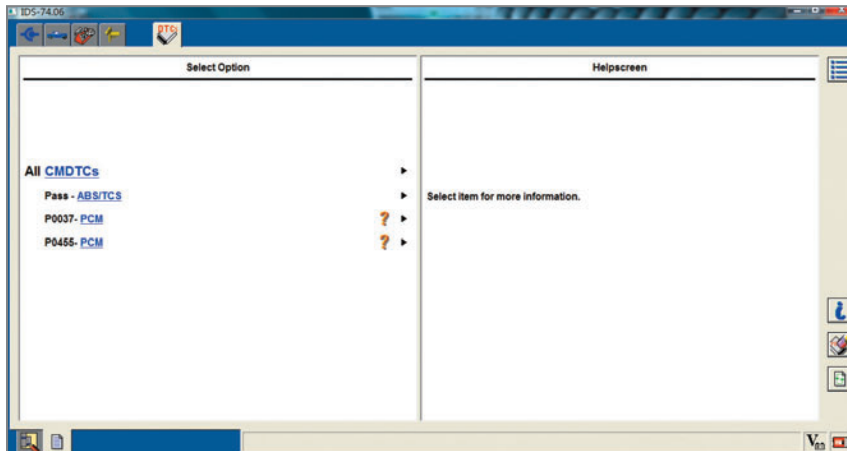 IDS-74.06
DTCs
Select Option
Helpscreen
All CMDTCs
Pass - ABS/TCS
Select item for more information.
P0037- PCM ?
P0455- PCM ?
i